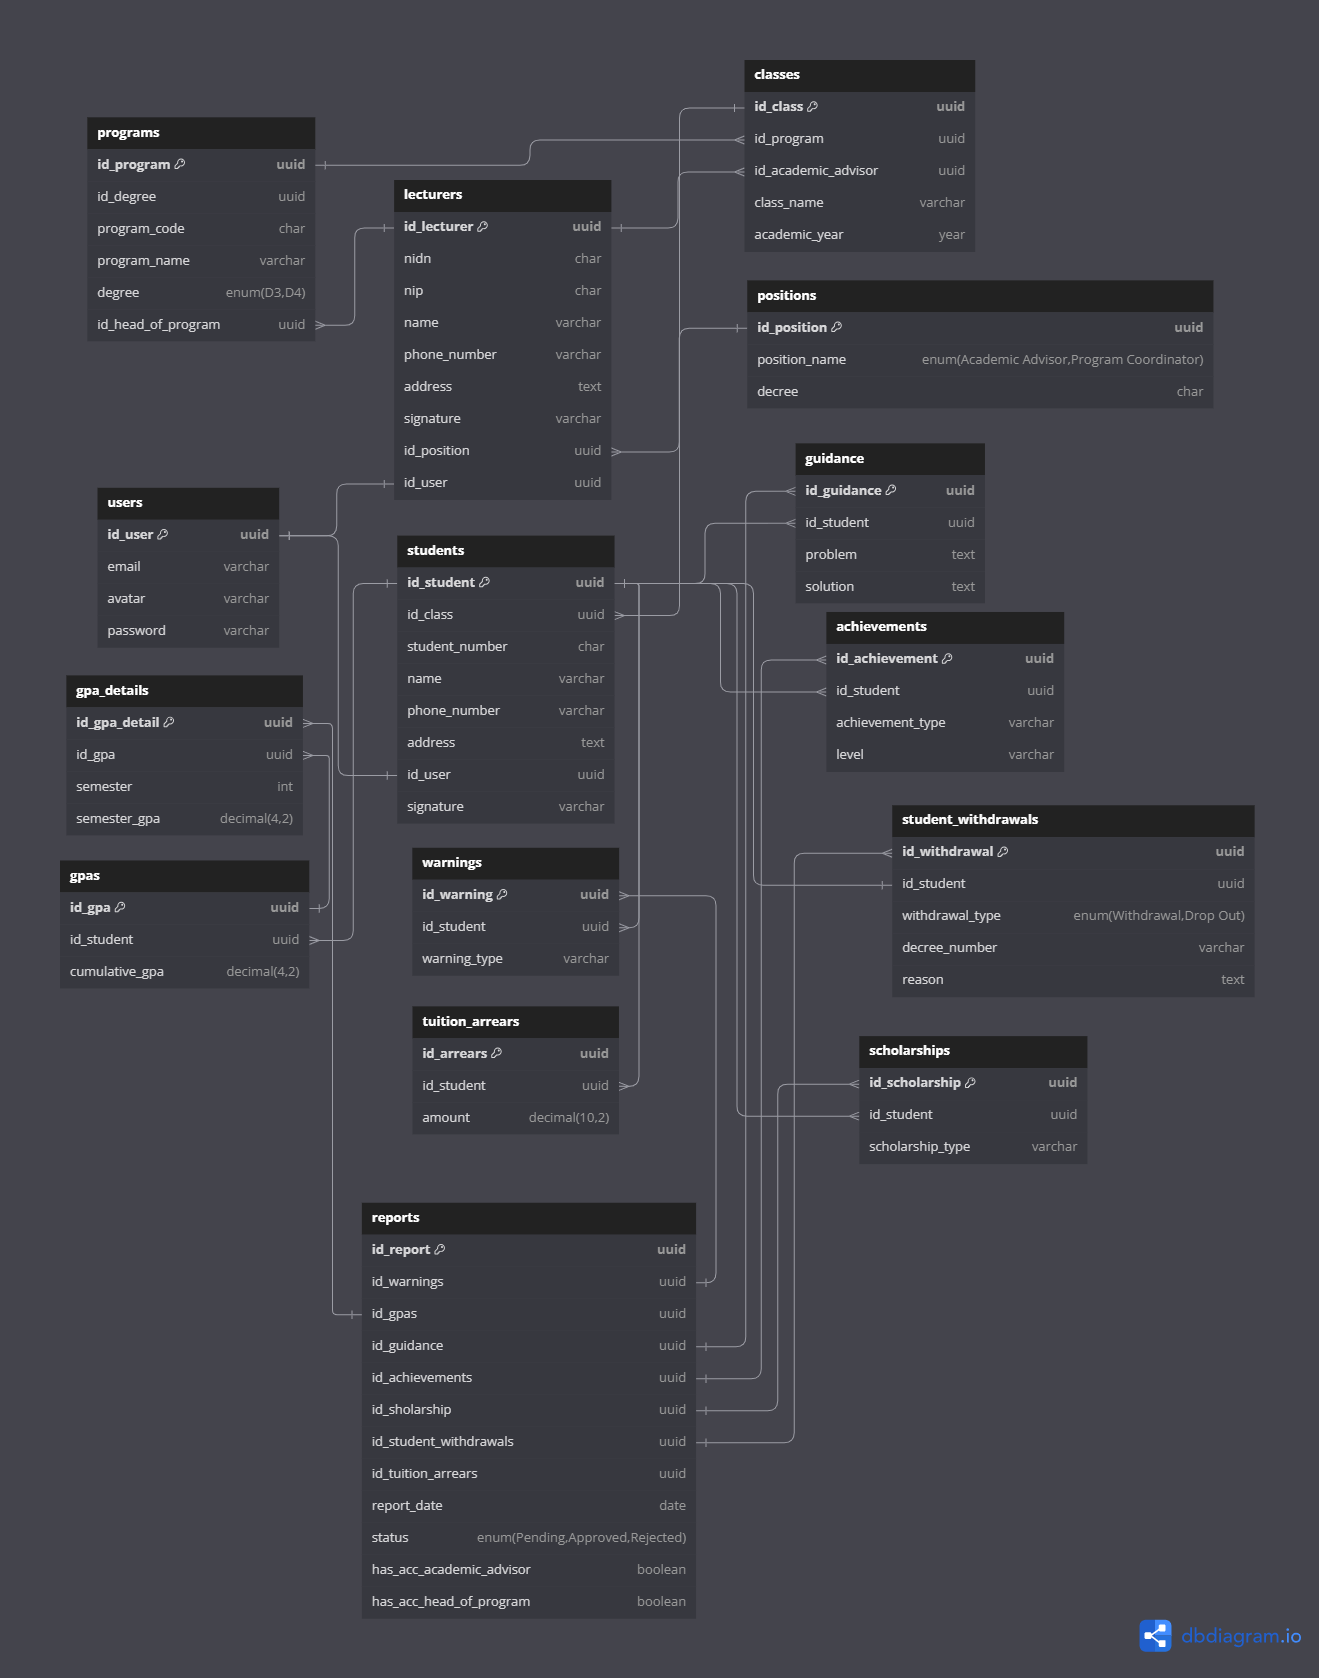 classes
id_class uuid
id_program uuid
id_academic_advisor uuid
class_name varchar
academic_year year
programs
id_program uuid
id_degree uuid
program_code char
program_name varchar
degree enum(D3,D4)
id_head_of_program uuid
lecturers
id_lecturer uuid
nidn char
nip char
name varchar
phone_number varchar
address text
signature varchar
id_position uuid
id_user uuid
positions
id_position uuid
position_name enum(Academic Advisor,Program Coordinator)
decree char
guidance
id_guidance uuid
id_student uuid
problem text
solution text
users
id_user uuid
email varchar
avatar varchar
password varchar
students
id_student uuid
id_class uuid
student_number char
name varchar
phone_number varchar
address text
id_user uuid
signature varchar
achievements
id_achievement uuid
id_student uuid
achievement_type varchar
level varchar
gpa_details
id_gpa_detail uuid
id_gpa uuid
semester int
semester_gpa decimal(4,2)
student_withdrawals
id_withdrawal uuid
id_student uuid
withdrawal_type enum(Withdrawal,Drop Out)
decree_number varchar
reason text
gpas
id_gpa uuid
id_student uuid
cumulative_gpa decimal(4,2)
warnings
id_warning uuid
id_student uuid
warning_type varchar
tuition_arrears
id_arrears uuid
id_student uuid
amount decimal(10,2)
scholarships
id_scholarship uuid
id_student uuid
scholarship_type varchar
reports
id_report uuid
id_warnings uuid
id_gpas uuid
id_guidance uuid
id_achievements uuid
id_sholarship uuid
id_student_withdrawals uuid
id_tuition_arrears uuid
report_date date
status enum(Pending,Approved,Rejected)
has_acc_academic_advisor boolean
has_acc_head_of_program boolean
dbdiagram.io